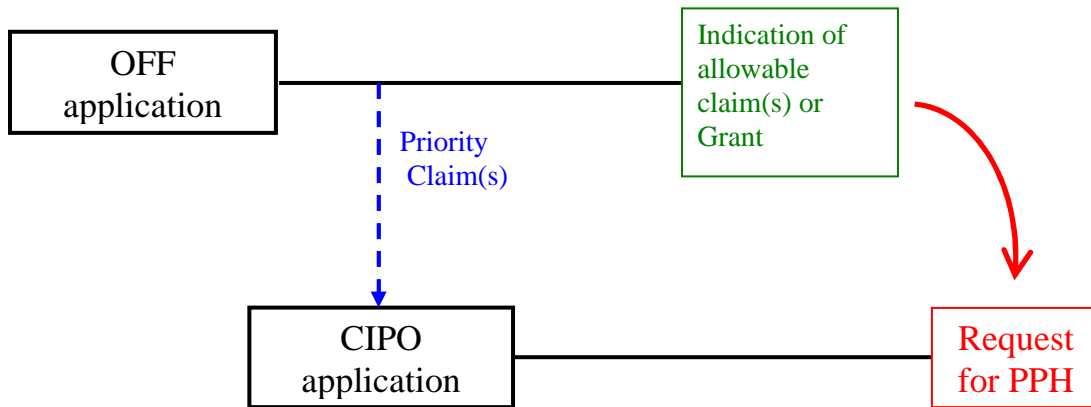 OFF
application
Indication of
allowable
claim(s) or
Grant
Priority
Claim(s)
CIPO
application
Request
for PPH